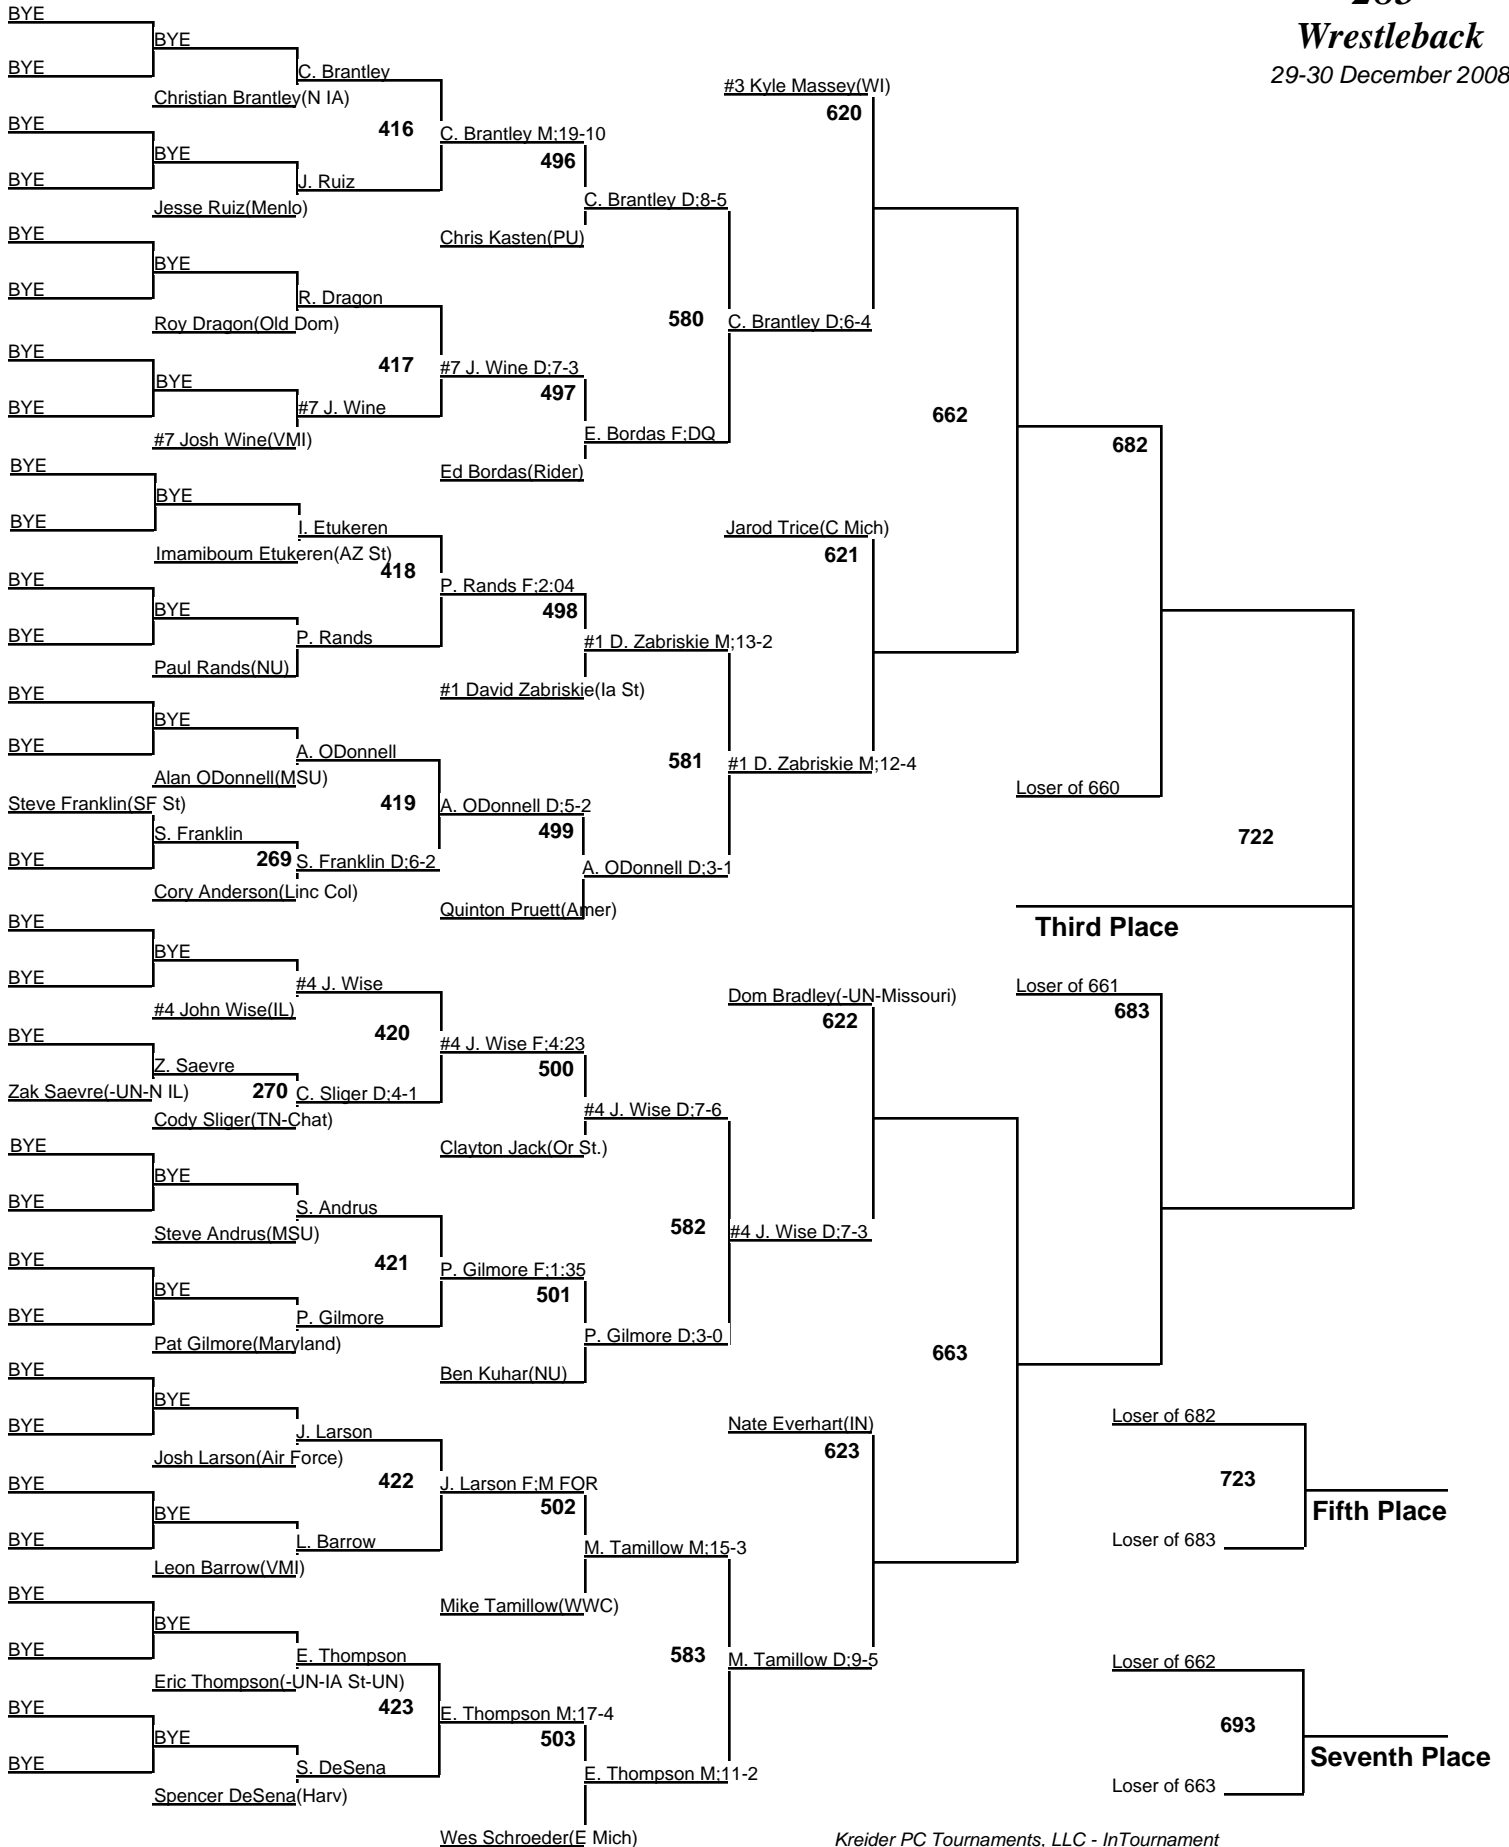 Wrestleback
29-30 December 2008
BYE
BYE
BYE
Christian Brantley(N IA)
C. Brantley
416
BYE
BYE
BYE
Jesse Ruiz(Menlo)
J. Ruiz
C. Brantley M;19-10
496
Chris Kasten(PU)
C. Brantley D;8-5
BYE
BYE
BYE
Roy Dragon(Old Dom)
R. Dragon
417
BYE
BYE
BYE
#7 Josh Wine(VMI)
#7 J. Wine
#7 J. Wine D;7-3
497
Ed Bordas(Rider)
E. Bordas F;DQ
580
C. Brantley D;6-4
#3 Kyle Massey(WI)
620
BYE
BYE
BYE
Imamiboum Etukeren(AZ St)
I. Etukeren
418
BYE
BYE
BYE
Paul Rands(NU)
P. Rands
P. Rands F;2:04
498
#1 David Zabriskie(Ia St)
#1 D. Zabriskie M;13-2
BYE
BYE
BYE
Alan ODonnell(MSU)
A. ODonnell
419
Steve Franklin(SF St)
BYE
S. Franklin
269
Cory Anderson(Linc Col)
S. Franklin D;6-2
A. ODonnell D;5-2
499
Quinton Pruett(Amer)
A. ODonnell D;3-1
581
#1 D. Zabriskie M;12-4
Jarod Trice(C Mich)
621
662
682
Loser of 660
722
Third Place
BYE
BYE
BYE
#4 John Wise(IL)
#4 J. Wise
420
BYE
Zak Saevre(-UN-N IL)
Z. Saevre
270
Cody Sliger(TN-Chat)
C. Sliger D;4-1
#4 J. Wise F;4:23
500
Clayton Jack(Or St.)
#4 J. Wise D;7-6
BYE
BYE
BYE
Steve Andrus(MSU)
S. Andrus
421
BYE
BYE
BYE
Pat Gilmore(Maryland)
P. Gilmore
P. Gilmore F;1:35
501
Ben Kuhar(NU)
P. Gilmore D;3-0
582
#4 J. Wise D;7-3
Dom Bradley(-UN-Missouri)
622
Loser of 661
683
BYE
BYE
BYE
Josh Larson(Air Force)
J. Larson
422
BYE
BYE
BYE
Leon Barrow(VMI)
L. Barrow
J. Larson F;M FOR
502
Mike Tamillow(WWC)
M. Tamillow M;15-3
BYE
BYE
BYE
Eric Thompson(-UN-IA St-UN)
E. Thompson
423
BYE
BYE
BYE
Spencer DeSena(Harv)
S. DeSena
E. Thompson M;17-4
503
Wes Schroeder(E Mich)
E. Thompson M;11-2
583
M. Tamillow D;9-5
Nate Everhart(IN)
623
663
Loser of 682
723
Fifth Place
Loser of 683
Loser of 662
693
Seventh Place
Loser of 663
Kreider PC Tournaments, LLC - InTournament